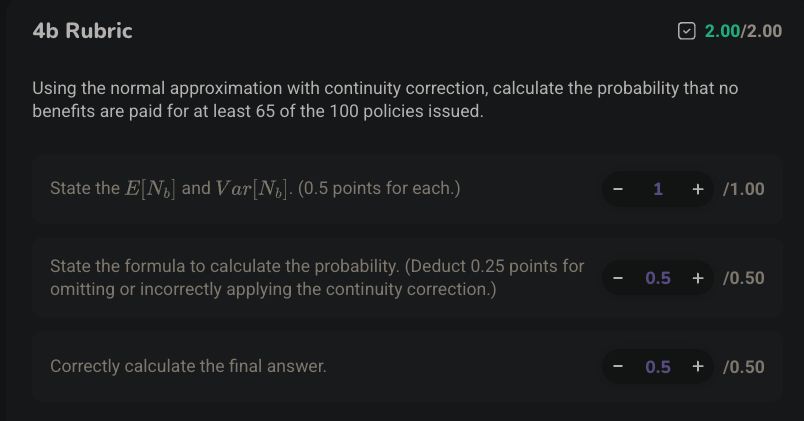 4b Rubric
2.00/2.00
Using the normal approximation with continuity correction, calculate the probability that no
benefits are paid for at least 65 of the 100 policies issued.
State the E[N_b] and Var[N_b]. (0.5 points for each.)
− 1 + /1.00
State the formula to calculate the probability. (Deduct 0.25 points for
omitting or incorrectly applying the continuity correction.)
− 0.5 + /0.50
Correctly calculate the final answer.
− 0.5 + /0.50